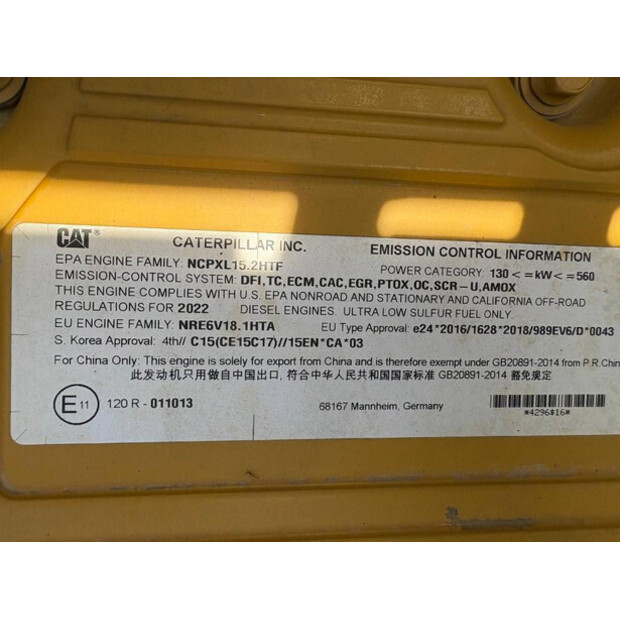 CAT® CATERPILLAR INC. EMISSION CONTROL INFORMATION
EPA ENGINE FAMILY: NCPXL15.2HTF POWER CATEGORY: 130 <=kW<=560
EMISSION-CONTROL SYSTEM: DFI,TC,ECM,CAC,EGR,PTOX,OC,SCR-U,AMOX
THIS ENGINE COMPLIES WITH U.S. EPA NONROAD AND STATIONARY AND CALIFORNIA OFF-ROAD
REGULATIONS FOR 2022 DIESEL ENGINES. ULTRA LOW SULFUR FUEL ONLY.
EU ENGINE FAMILY: NRE6V18.1HTA EU Type Approval: e24*2016/1628*2018/989EV6/D*0043
S. Korea Approval: 4th// C15(CE15C17)//15EN*CA*03
For China Only: This engine is solely for export from China and is therefore exempt under GB20891-2014 from P.R.Chin
此发动机只用做自中国出口, 符合中华人民共和国国家标准 GB20891-2014 豁免规定
E11 120 R - 011013 68167 Mannheim, Germany
*4296$16*